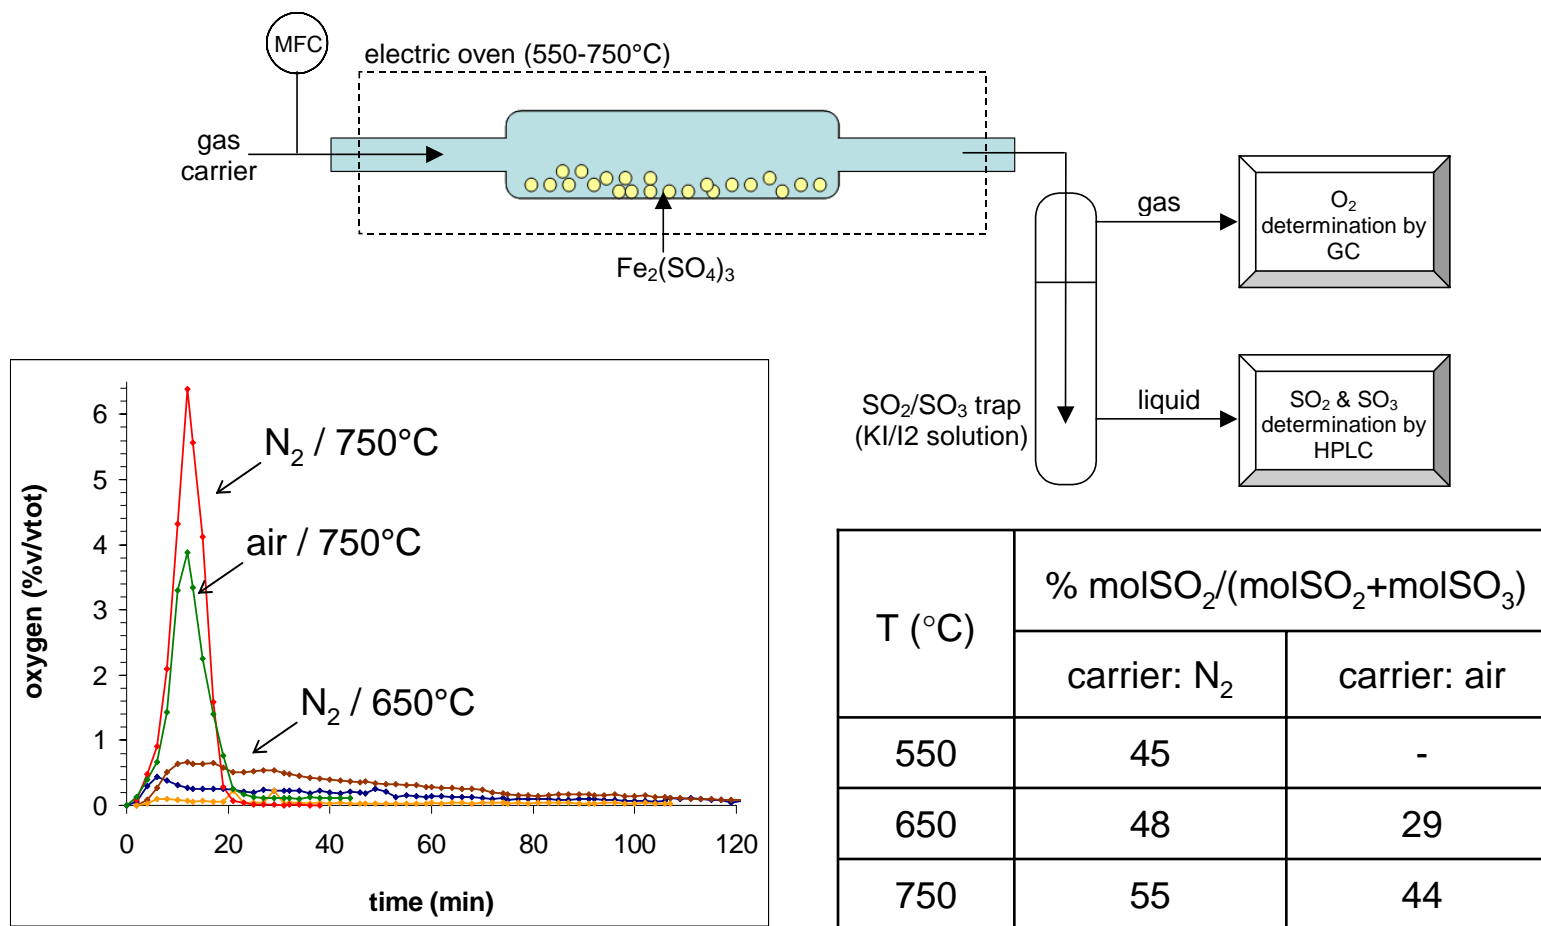 MFC
electric oven (550-750°C)
gas
carrier
Fe₂(SO₄)₃
gas
O₂
determination by
GC
SO₂/SO₃ trap
(KI/I2 solution)
liquid
SO₂ & SO₃
determination by
HPLC
oxygen (%v/vtot)
6
5
4
3
2
1
0
N₂ / 750°C
air / 750°C
N₂ / 650°C
0 20 40 60 80 100 120
time (min)
T (°C) % molSO₂/(molSO₂+molSO₃)
carrier: N₂ carrier: air
550 45 -
650 48 29
750 55 44